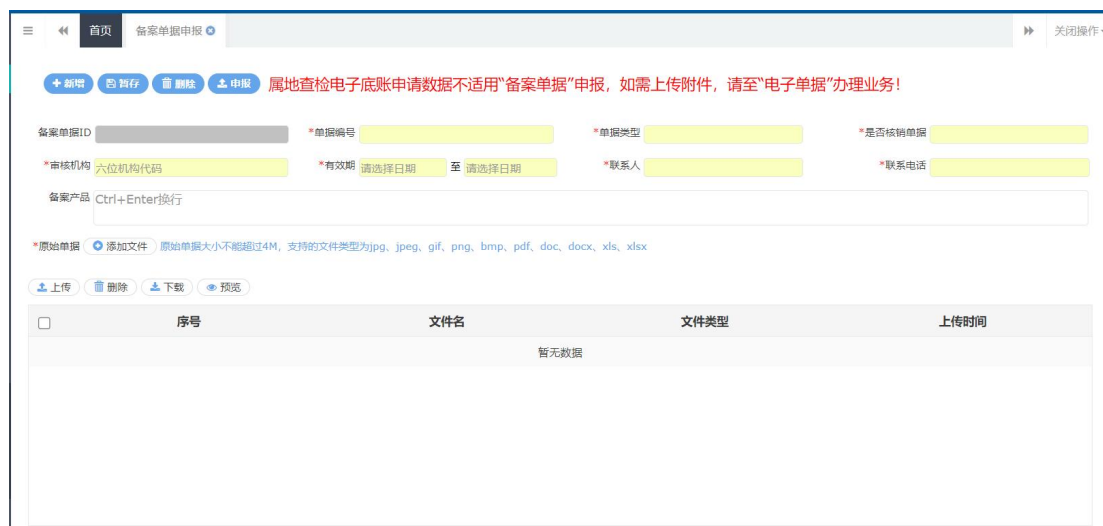 首页 备案单据申报 关闭操作
新增 暂存 删除 申报 属地查检电子底账申请数据不适用“备案单据”申报，如需上传附件，请至“电子单据”办理业务！
备案单据ID *单据编号 *单据类型 *是否核销单据
*审核机构 六位机构代码 *有效期 请选择日期 至 请选择日期 *联系人 *联系电话
备案产品 Ctrl+Enter换行
*原始单据 添加文件 原始单据大小不能超过4M，支持的文件类型为jpg、jpeg、gif、png、bmp、pdf、doc、docx、xls、xlsx
上传 删除 下载 预览
序号 文件名 文件类型 上传时间
暂无数据